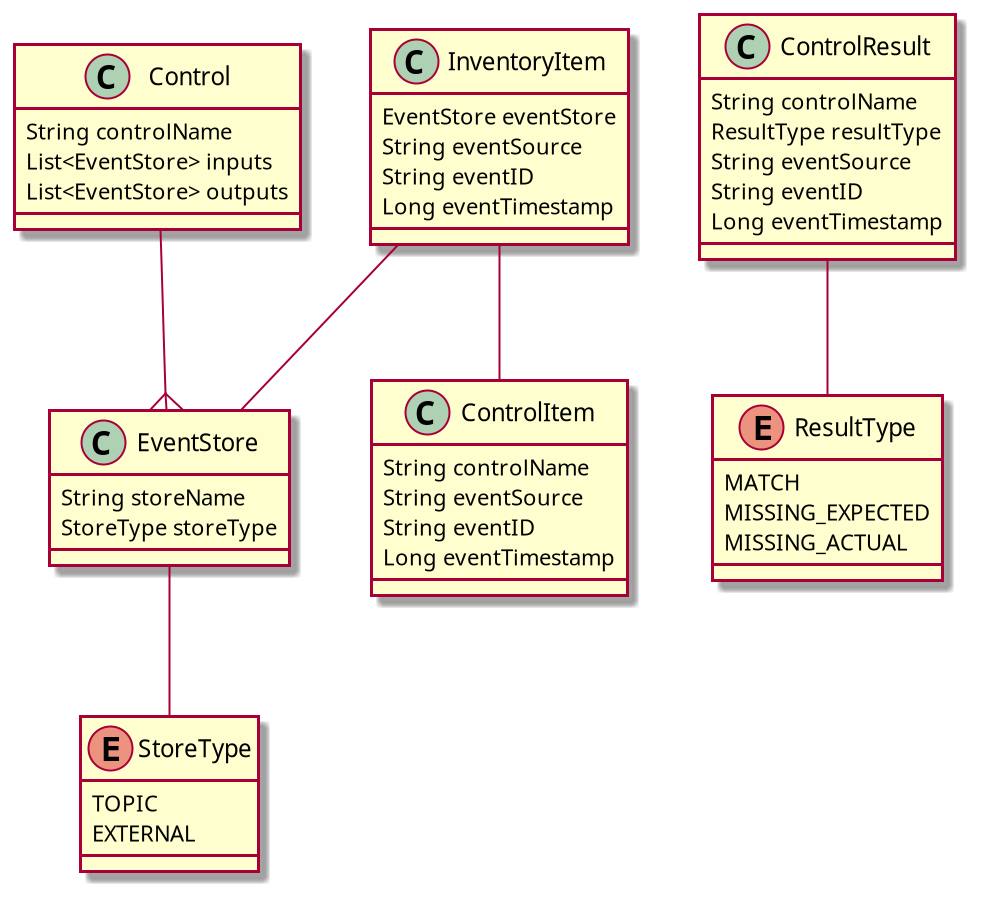 C Control
String controlName
List<EventStore> inputs
List<EventStore> outputs
C InventoryItem
EventStore eventStore
String eventSource
String eventID
Long eventTimestamp
C ControlResult
String controlName
ResultType resultType
String eventSource
String eventID
Long eventTimestamp
C EventStore
String storeName
StoreType storeType
C ControlItem
String controlName
String eventSource
String eventID
Long eventTimestamp
E ResultType
MATCH
MISSING_EXPECTED
MISSING_ACTUAL
E StoreType
TOPIC
EXTERNAL